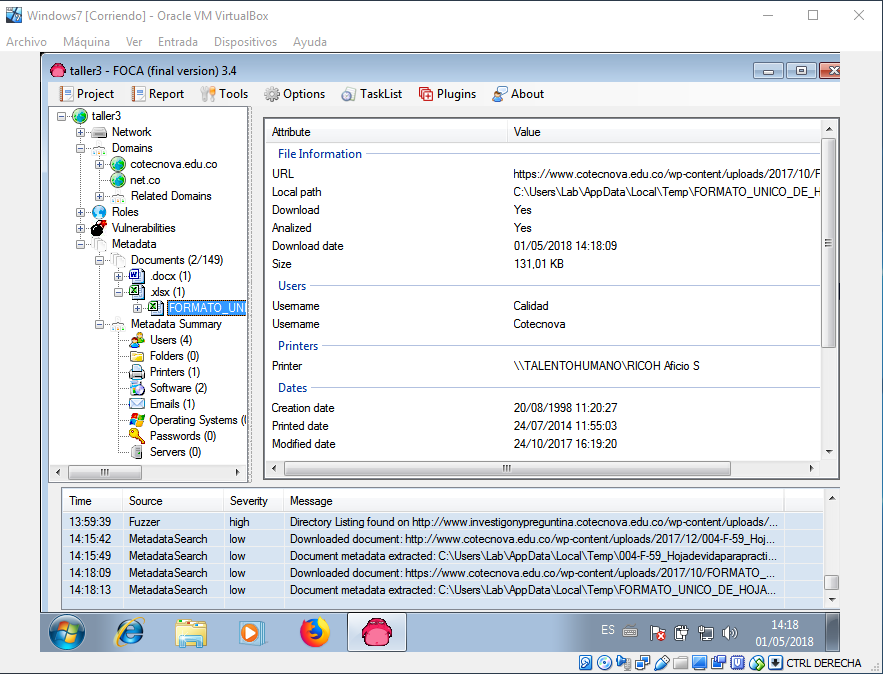 Windows7 [Corriendo] - Oracle VM VirtualBox
Archivo Máquina Ver Entrada Dispositivos Ayuda
taller3 - FOCA (final version) 3.4
Project Report Tools Options TaskList Plugins About
taller3
Network
Domains
cotecnova.edu.co
net.co
Related Domains
Roles
Vulnerabilities
Metadata
Documents (2/149)
.docx (1)
.xlsx (1)
FORMATO_UNI
Metadata Summary
Users (4)
Folders (0)
Printers (1)
Software (2)
Emails (1)
Operating Systems (
Passwords (0)
Servers (0)
Attribute Value
File Information
URL https://www.cotecnova.edu.co/wp-content/uploads/2017/10/F
Local path C:\Users\Lab\AppData\Local\Temp\FORMATO_UNICO_DE_H
Download Yes
Analized Yes
Download date 01/05/2018 14:18:09
Size 131,01 KB
Users
Username Calidad
Username Cotecnova
Printers
Printer \\TALENTOHUMANO\RICOH Aficio S
Dates
Creation date 20/08/1998 11:20:27
Printed date 24/07/2014 11:55:03
Modified date 24/10/2017 16:19:20
Time Source Severity Message
13:59:39 Fuzzer high Directory Listing found on http://www.investigonypreguntina.cotecnova.edu.co/wp-content/uploads/...
14:15:42 MetadataSearch low Downloaded document: http://www.cotecnova.edu.co/wp-content/uploads/2017/12/004-F-59_Hoj...
14:15:49 MetadataSearch low Document metadata extracted: C:\Users\Lab\AppData\Local\Temp\004-F-59_Hojadevidaparapracti...
14:18:09 MetadataSearch low Downloaded document: https://www.cotecnova.edu.co/wp-content/uploads/2017/10/FORMATO_...
14:18:13 MetadataSearch low Document metadata extracted: C:\Users\Lab\AppData\Local\Temp\FORMATO_UNICO_DE_HOJA...
ES
14:18
01/05/2018
CTRL DERECHA